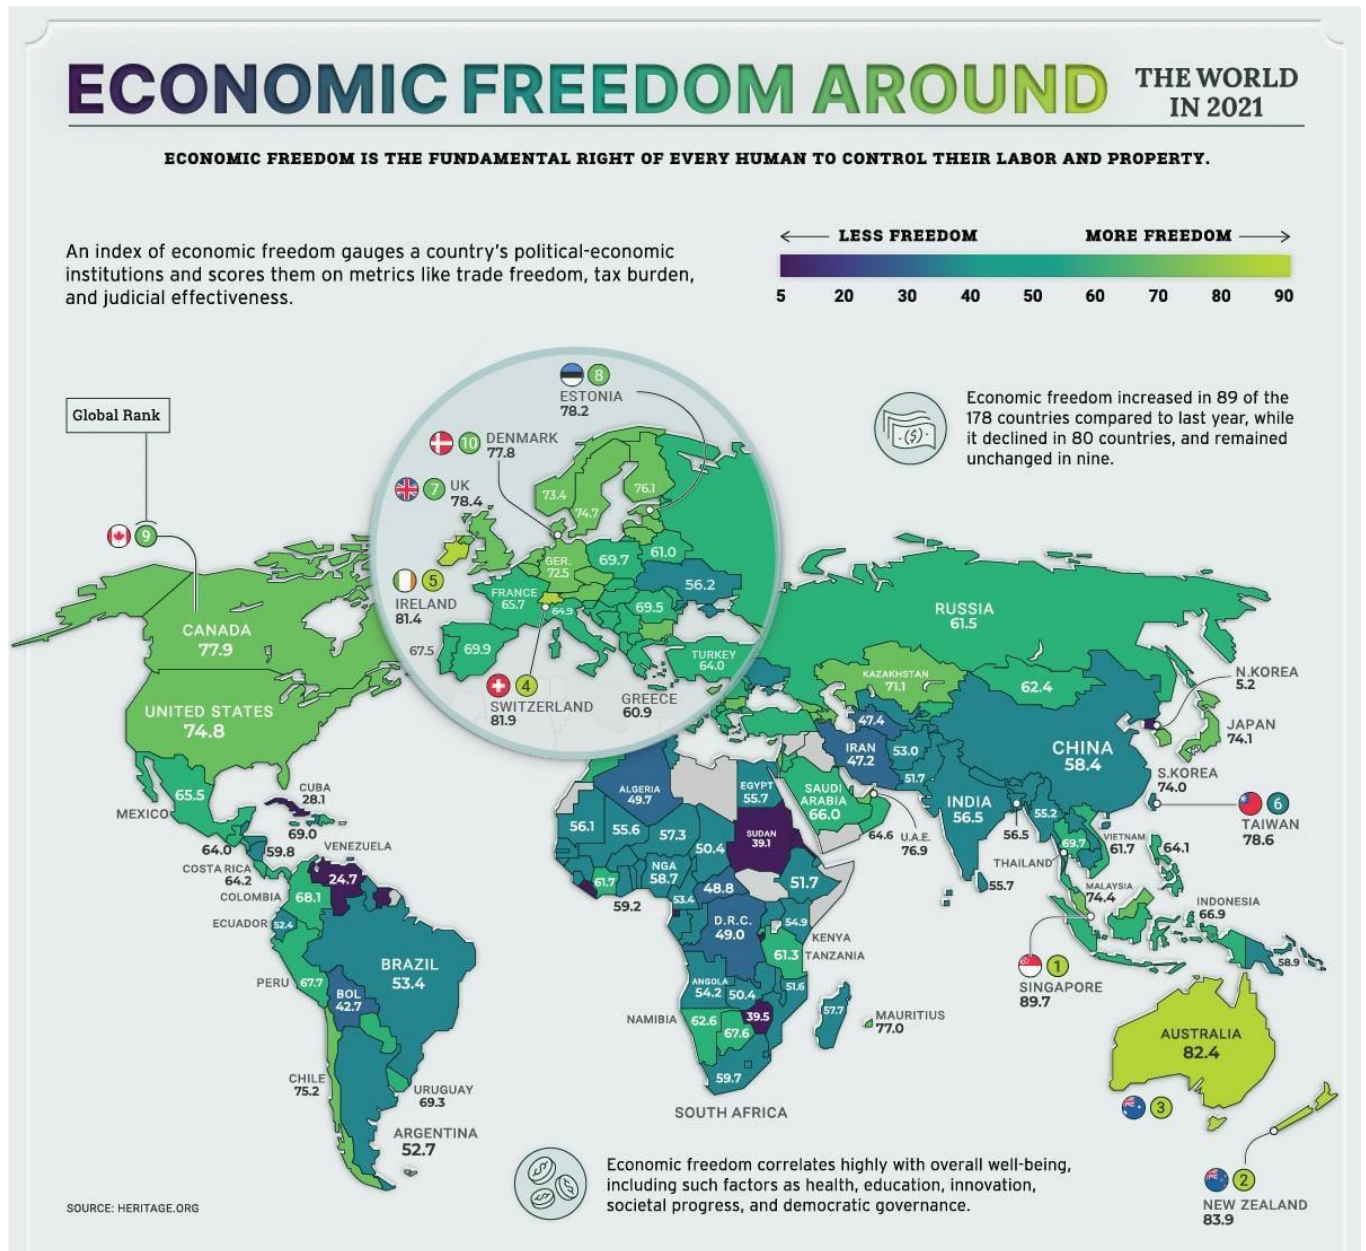 ECONOMIC FREEDOM AROUND
THE WORLD
IN 2021
ECONOMIC FREEDOM IS THE FUNDAMENTAL RIGHT OF EVERY HUMAN TO CONTROL THEIR LABOR AND PROPERTY.
An index of economic freedom gauges a country's political-economic
institutions and scores them on metrics like trade freedom, tax burden,
and judicial effectiveness.
LESS FREEDOM
MORE FREEDOM
5 20 30 40 50 60 70 80 90
Global Rank
Economic freedom increased in 89 of the
178 countries compared to last year, while
it declined in 80 countries, and remained
unchanged in nine.
8
ESTONIA
78.2
10 DENMARK
77.8
7 UK
78.4
9
5
IRELAND
81.4
73.4
74.7
76.1
GER.
72.5
69.7
61.0
56.2
FRANCE
65.7
64.9
69.5
67.5
69.9
TURKEY
64.0
4
SWITZERLAND
81.9
GREECE
60.9
CANADA
77.9
UNITED STATES
74.8
65.5
MEXICO
CUBA
28.1
69.0
64.0
59.8
COSTA RICA
64.2
VENEZUELA
24.7
COLOMBIA
68.1
ECUADOR
52.4
PERU
67.7
BRAZIL
53.4
BOL
42.7
CHILE
75.2
URUGUAY
69.3
ARGENTINA
52.7
RUSSIA
61.5
KAZAKHSTAN
71.1
62.4
N.KOREA
5.2
JAPAN
74.1
S.KOREA
74.0
CHINA
58.4
6
TAIWAN
78.6
47.4
IRAN
47.2
53.0
51.7
INDIA
56.5
56.5
55.2
SAUDI
ARABIA
66.0
64.6
U.A.E.
76.9
69.7
THAILAND
VIETNAM
61.7
64.1
55.7
MALAYSIA
74.4
INDONESIA
66.9
58.9
1
SINGAPORE
89.7
ALGERIA
49.7
EGYPT
55.7
56.1
55.6
57.3
50.4
SUDAN
39.1
NGA
58.7
61.7
59.2
53.4
48.8
51.7
D.R.C.
49.0
54.9
KENYA
61.3
TANZANIA
ANGOLA
54.2
50.4
51.6
NAMIBIA
62.6
67.6
39.5
57.7
MAURITIUS
77.0
59.7
SOUTH AFRICA
AUSTRALIA
82.4
3
2
NEW ZEALAND
83.9
Economic freedom correlates highly with overall well-being,
including such factors as health, education, innovation,
societal progress, and democratic governance.
SOURCE: HERITAGE.ORG